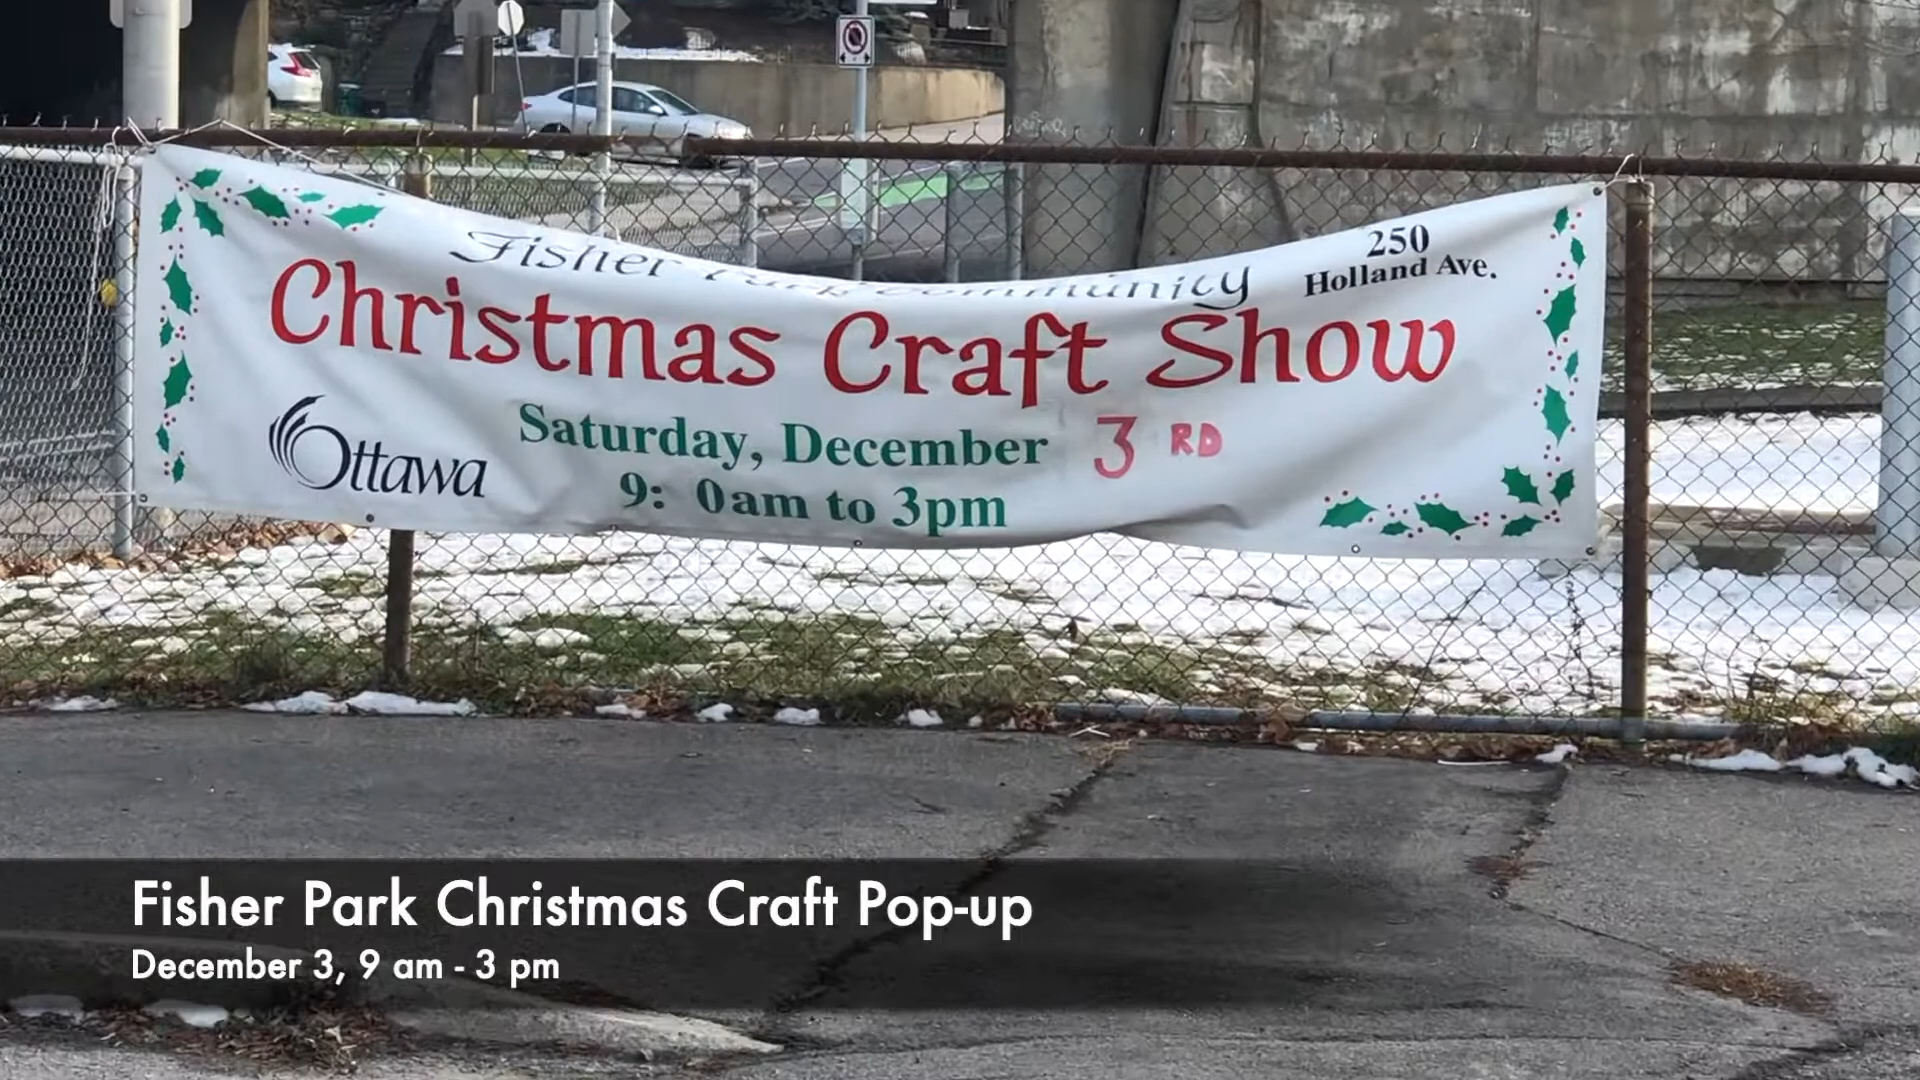 Fisher Park Community
250
Holland Ave.
Christmas Craft Show
Saturday, December 3 RD
9: 0am to 3pm
Ottawa
Fisher Park Christmas Craft Pop-up
December 3, 9 am - 3 pm